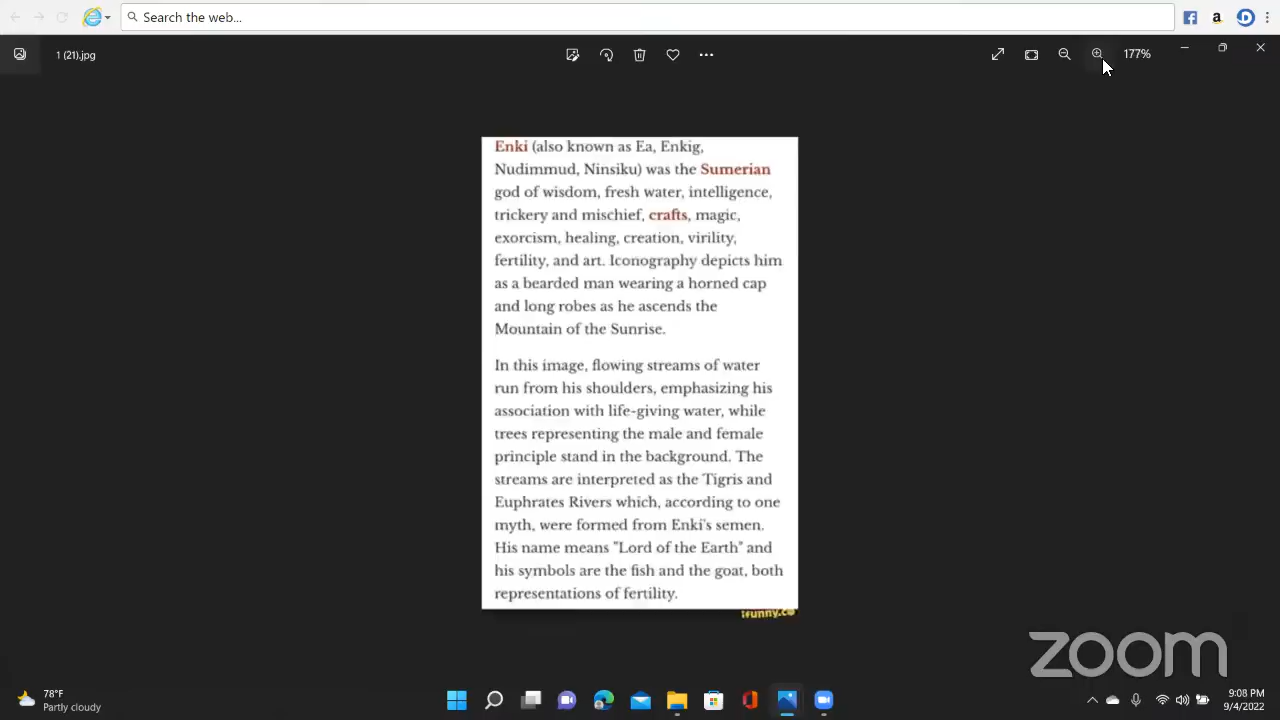 Search the web...
1 (21).jpg
177%
Enki (also known as Ea, Enkig,
Nudimmud, Ninsiku) was the Sumerian
god of wisdom, fresh water, intelligence,
trickery and mischief, crafts, magic,
exorcism, healing, creation, virility,
fertility, and art. Iconography depicts him
as a bearded man wearing a horned cap
and long robes as he ascends the
Mountain of the Sunrise.
In this image, flowing streams of water
run from his shoulders, emphasizing his
association with life-giving water, while
trees representing the male and female
principle stand in the background. The
streams are interpreted as the Tigris and
Euphrates Rivers which, according to one
myth, were formed from Enki's semen.
His name means "Lord of the Earth" and
his symbols are the fish and the goat, both
representations of fertility.
ifunny.co
zoom
78°F
Partly cloudy
9:08 PM
9/4/2022